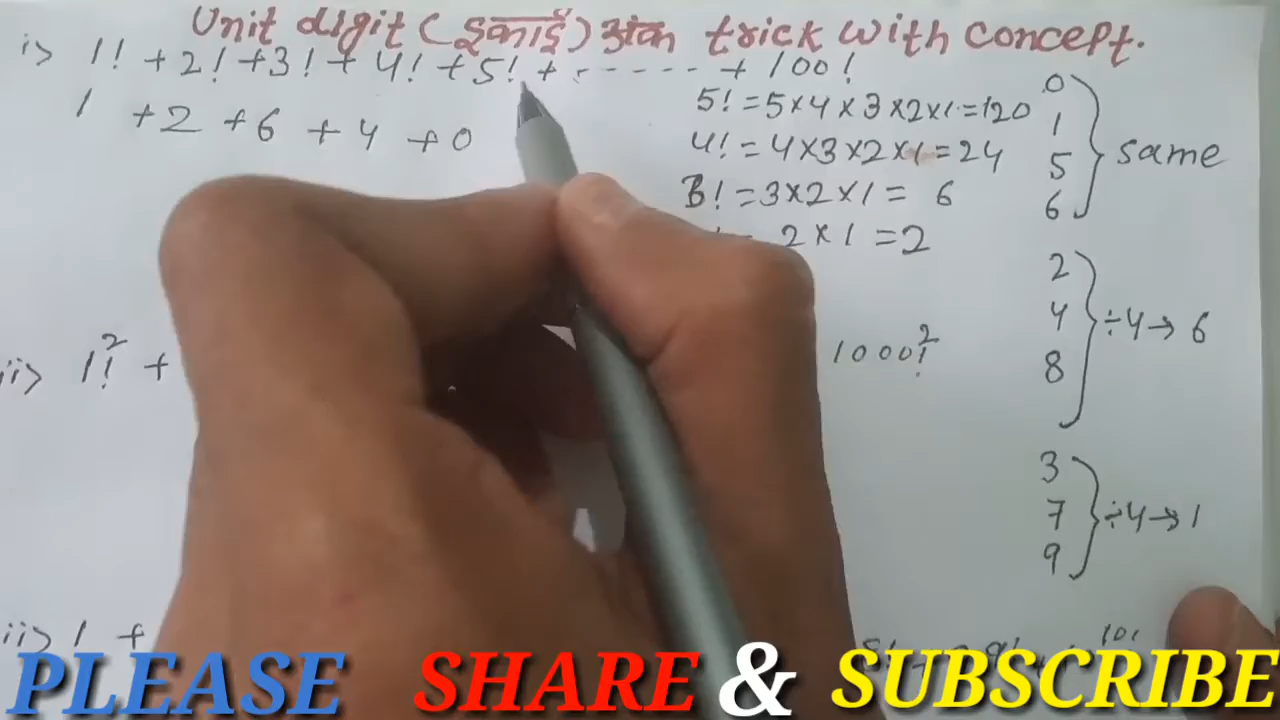 Unit digit (इकाई) अंक trick with concept.
i> 1! + 2! + 3! + 4! + 5! + - - - - - + 100!
1 + 2 + 6 + 4 + 0
5! = 5 × 4 × 3 × 2 × 1 = 120
4! = 4 × 3 × 2 × 1 = 24
3! = 3 × 2 × 1 = 6
2 × 1 = 2
0
1
5
6
same
2
4
8
÷4 → 6
3
7
9
÷4 → 1
ii> 1!² +
1000!²
ii> 1 +
101
PLEASE SHARE & SUBSCRIBE